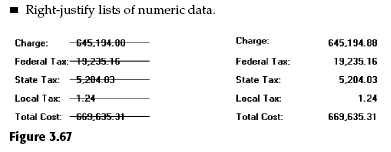 ■ Right-justify lists of numeric data.
Charge: 645,194.00 Charge: 645,194.88
Federal Tax: 19,235.16 Federal Tax: 19,235.16
State Tax: 5,204.03 State Tax: 5,204.03
Local Tax: 1.24 Local Tax: 1.24
Total Cost: 669,635.31 Total Cost: 669,635.31
Figure 3.67